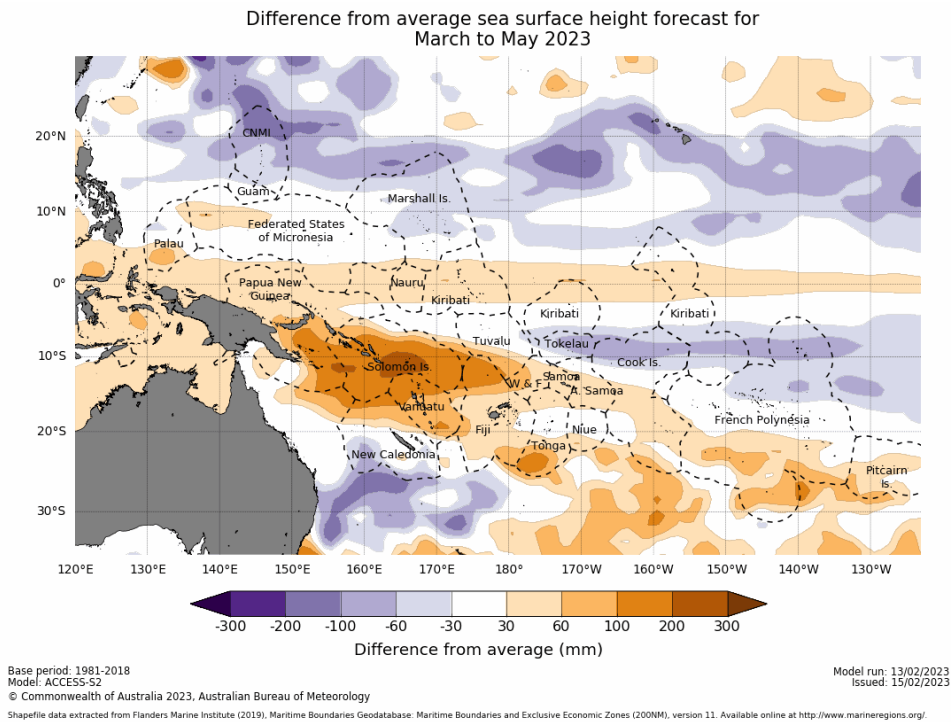 Difference from average sea surface height forecast for
March to May 2023
20°N
10°N
0°
10°S
20°S
30°S
CNMI
Guam
Marshall Is.
Federated States
of Micronesia
Palau
Papua New
Guinea
Nauru
Kiribati
Kiribati
Kiribati
Tuvalu
Tokelau
Solomon Is.
Cook Is.
W & F
Samoa
A. Samoa
Vanuatu
Fiji
Niue
French Polynesia
Tonga
New Caledonia
Pitcairn
Is.
120°E 130°E 140°E 150°E 160°E 170°E 180° 170°W 160°W 150°W 140°W 130°W
-300 -200 -100 -60 -30 30 60 100 200 300
Difference from average (mm)
Base period: 1981-2018
Model: ACCESS-S2
© Commonwealth of Australia 2023, Australian Bureau of Meteorology
Model run: 13/02/2023
Issued: 15/02/2023
Shapefile data extracted from Flanders Marine Institute (2019), Maritime Boundaries Geodatabase: Maritime Boundaries and Exclusive Economic Zones (200NM), version 11. Available online at http://www.marineregions.org/.